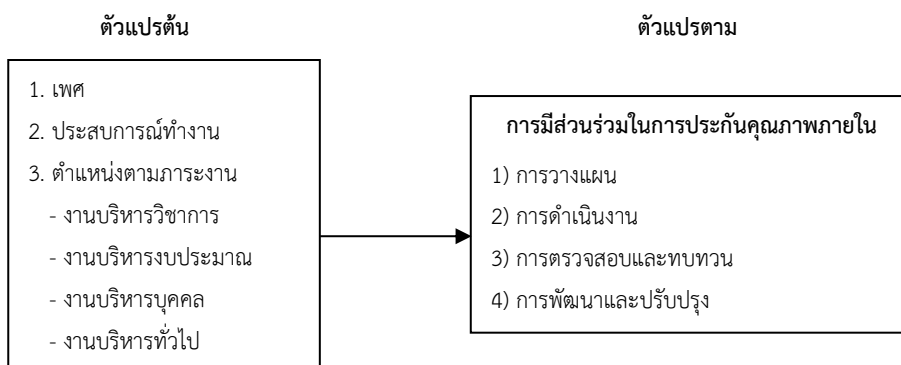 ตัวแปรต้น
1. เพศ
2. ประสบการณ์ทำงาน
3. ตำแหน่งตามภาระงาน
- งานบริหารวิชาการ
- งานบริหารงบประมาณ
- งานบริหารบุคคล
- งานบริหารทั่วไป
ตัวแปรตาม
การมีส่วนร่วมในการประกันคุณภาพภายใน
1) การวางแผน
2) การดำเนินงาน
3) การตรวจสอบและทบทวน
4) การพัฒนาและปรับปรุง